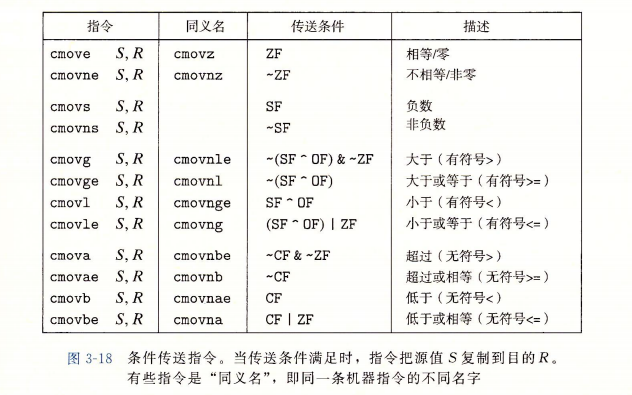 指令 同义名 传送条件 描述
cmove S, R cmovz ZF 相等/零
cmovne S, R cmovnz ~ZF 不相等/非零
cmovs S, R SF 负数
cmovns S, R ~SF 非负数
cmovg S, R cmovnle ~(SF ^ OF) & ~ZF 大于（有符号>）
cmovge S, R cmovnl ~(SF ^ OF) 大于或等于（有符号>=）
cmovl S, R cmovnge SF ^ OF 小于（有符号<）
cmovle S, R cmovng (SF ^ OF) | ZF 小于或等于（有符号<=）
cmova S, R cmovnbe ~CF & ~ZF 超过（无符号>）
cmovae S, R cmovnb ~CF 超过或相等（无符号>=）
cmovb S, R cmovnae CF 低于（无符号<）
cmovbe S, R cmovna CF | ZF 低于或相等（无符号<=）
图 3-18 条件传送指令。当传送条件满足时，指令把源值 S 复制到目的 R。
有些指令是“同义名”，即同一条机器指令的不同名字